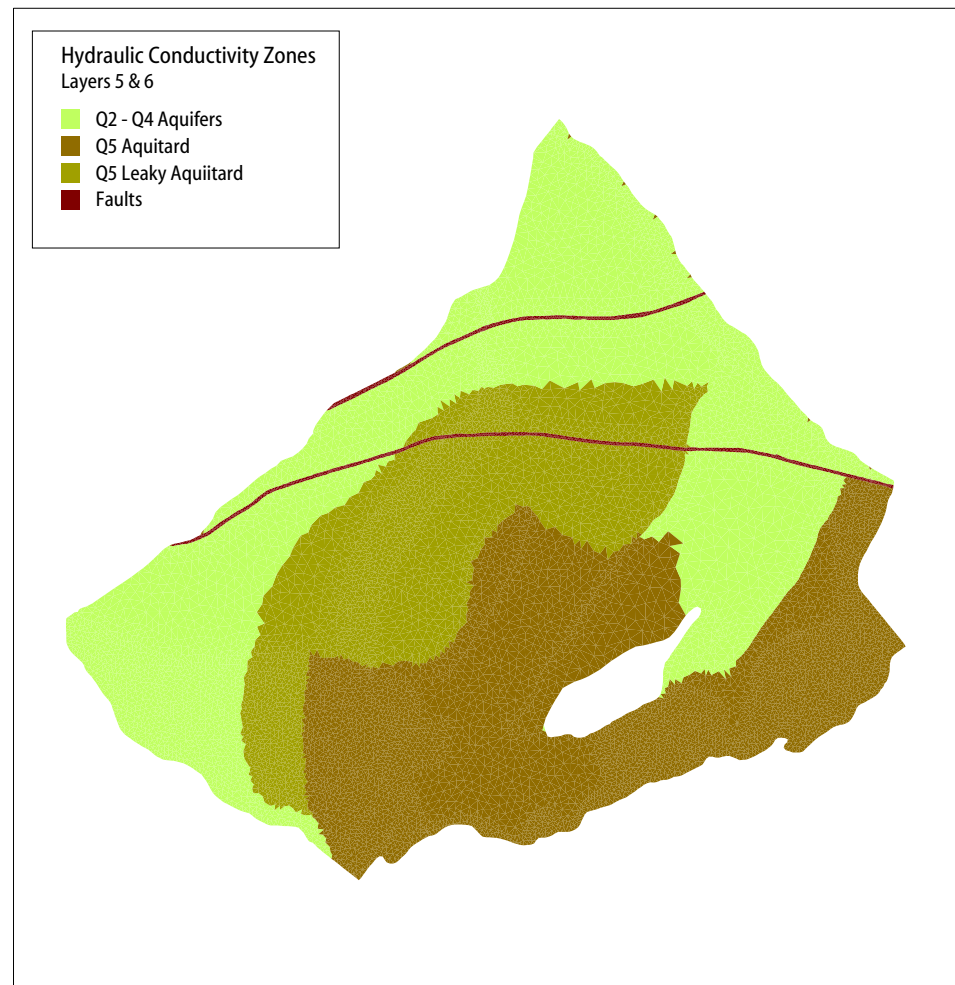 Hydraulic Conductivity Zones
Layers 5 & 6
Q2 - Q4 Aquifers
Q5 Aquitard
Q5 Leaky Aquiitard
Faults